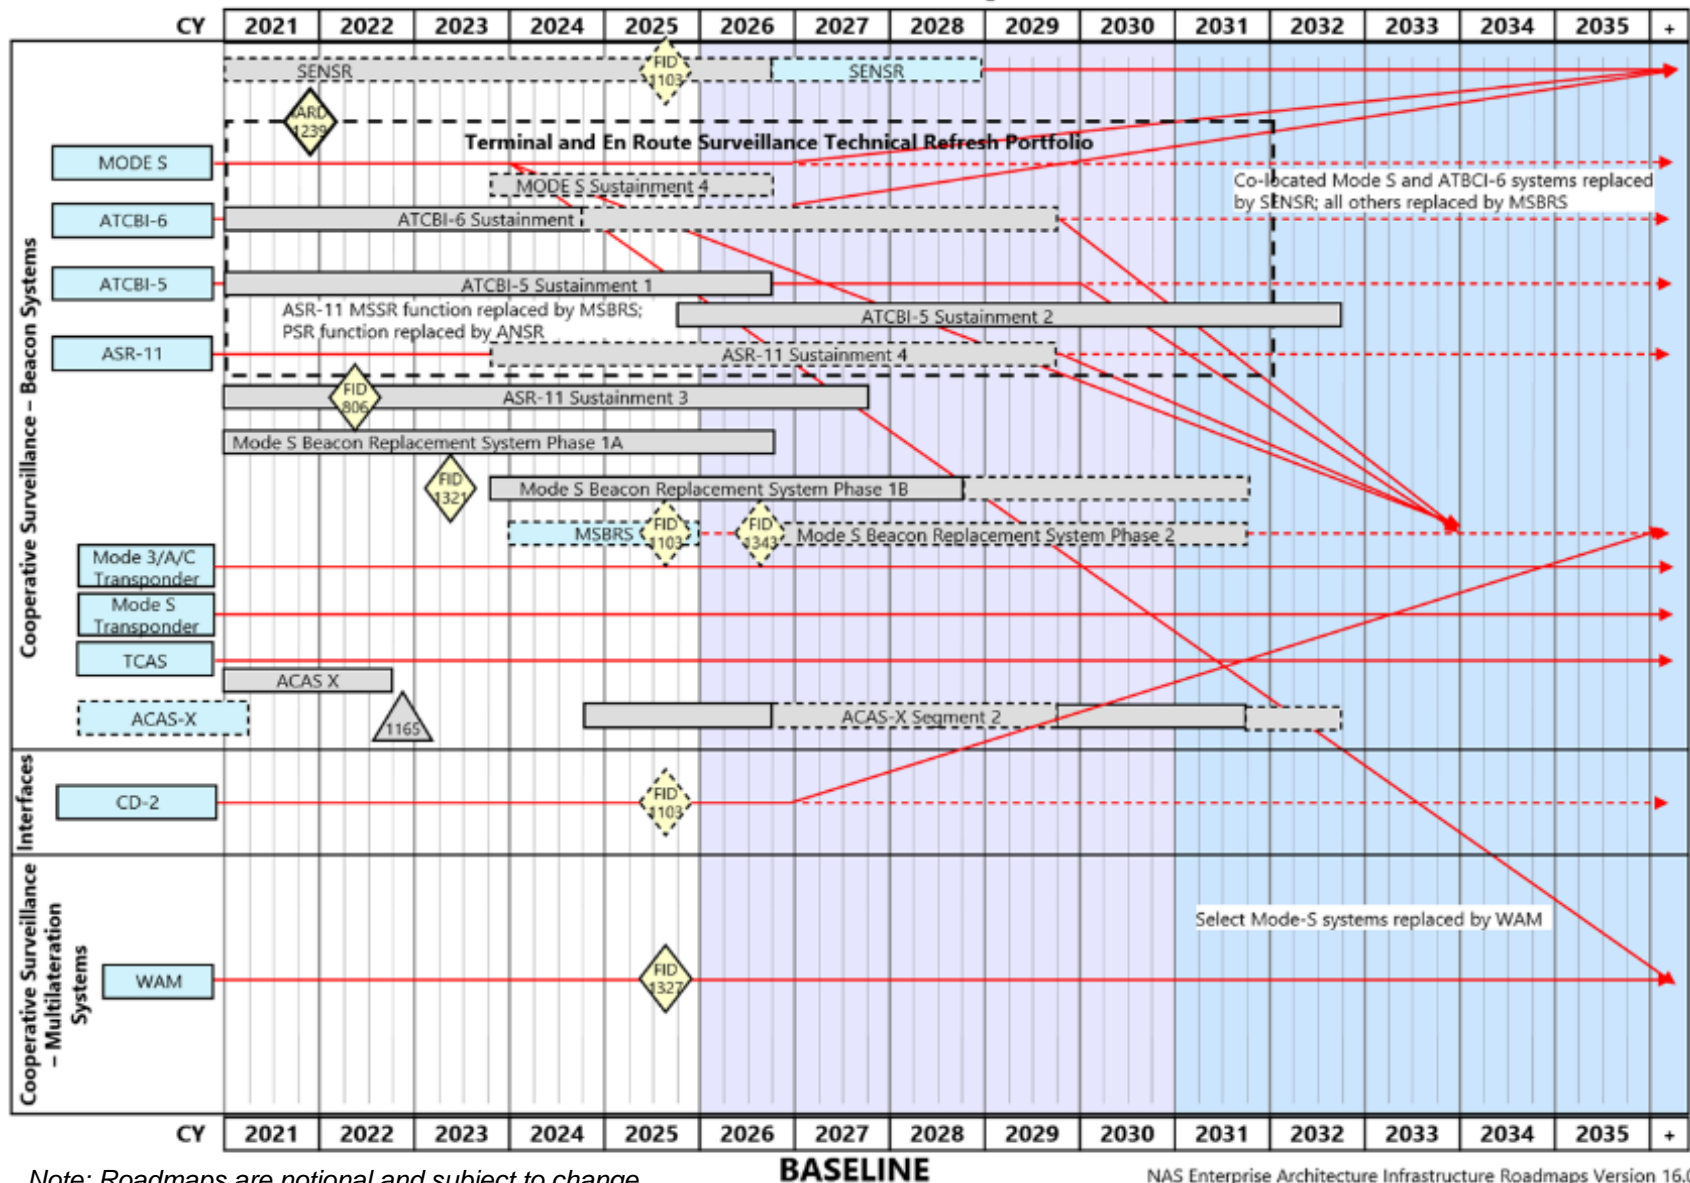 CY 2021 2022 2023 2024 2025 2026 2027 2028 2029 2030 2031 2032 2033 2034 2035 +
Cooperative Surveillance – Beacon Systems
SENSR
FID
1103
SENSR
1239
Terminal and En Route Surveillance Technical Refresh Portfolio
MODE S
MODE S Sustainment 4
Co-located Mode S and ATBCI-6 systems replaced
by SENSR; all others replaced by MSBRS
ATCBI-6
ATCBI-6 Sustainment
ATCBI-5
ATCBI-5 Sustainment 1
ASR-11 MSSR function replaced by MSBRS;
PSR function replaced by ANSR
ATCBI-5 Sustainment 2
ASR-11
ASR-11 Sustainment 4
FID
806
ASR-11 Sustainment 3
Mode S Beacon Replacement System Phase 1A
FID
1321
Mode S Beacon Replacement System Phase 1B
MSBRS
FID
1103
FID
1343
Mode S Beacon Replacement System Phase 2
Mode 3/A/C
Transponder
Mode S
Transponder
TCAS
ACAS X
ACAS-X
1165
ACAS-X Segment 2
Interfaces
CD-2
FID
1103
Cooperative Surveillance
– Multilateration
Systems
Select Mode-S systems replaced by WAM
WAM
FID
1327
CY 2021 2022 2023 2024 2025 2026 2027 2028 2029 2030 2031 2032 2033 2034 2035 +
Note: Roadmaps are notional and subject to change
BASELINE
NAS Enterprise Architecture Infrastructure Roadmaps Version 16.0